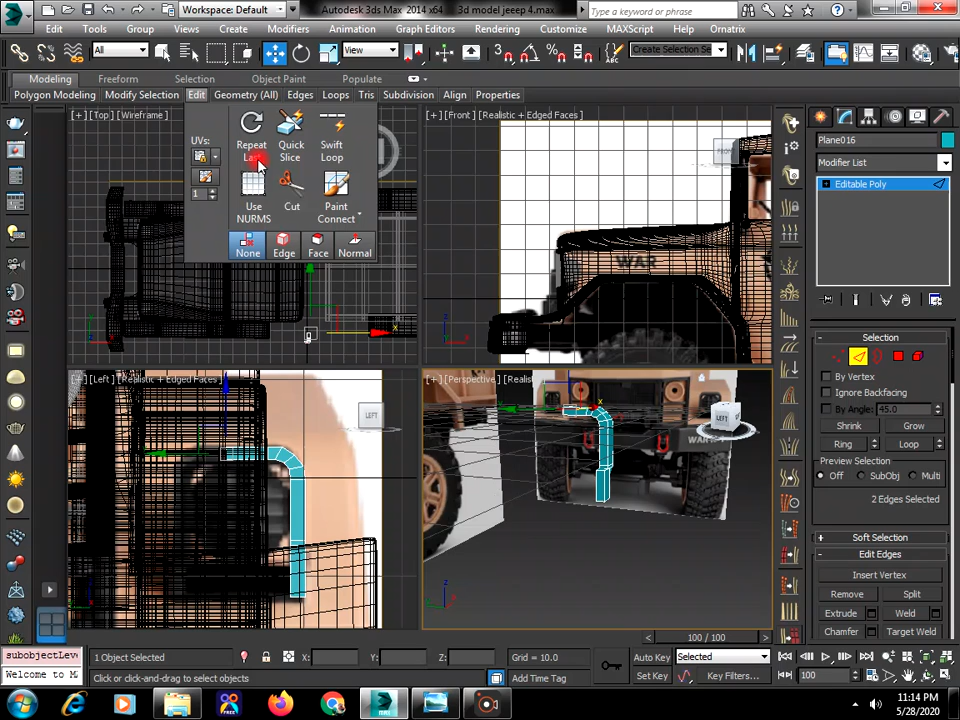 Workspace: Default
Autodesk 3ds Max 2014 x64
3d model jeeep 4.max
Type a keyword or phrase
Edit Tools Group Views Create Modifiers Animation Graph Editors Rendering Customize MAXScript Help Ornatrix
All
View
Create Selection Se
Modeling Freeform Selection Object Paint Populate
Polygon Modeling Modify Selection Edit Geometry (All) Edges Loops Tris Subdivision Align Properties
[+][Top][Wireframe]
[+][Front][Realistic + Edged Faces]
UVs:
1
Repeat Last
Quick Slice
Swift Loop
Use NURMS
Cut
Paint Connect
None Edge Face Normal
WAR
[+][Left][Realistic + Edged Faces]
LEFT
[+][Perspective][Realis
LEFT
x
z
Plane016
Modifier List
Editable Poly
Selection
By Vertex
Ignore Backfacing
By Angle: 45.0
Shrink Grow
Ring Loop
Preview Selection
Off SubObj Multi
2 Edges Selected
Soft Selection
Edit Edges
Insert Vertex
Remove Split
Extrude Weld
Chamfer Target Weld
100 / 100
subobjectLeve
Welcome to M
1 Object Selected
X: Y: Z:
Grid = 10.0
Click or click-and-drag to select objects
Add Time Tag
Auto Key Selected
Set Key Key Filters...
100
FREE
11:14 PM
5/28/2020